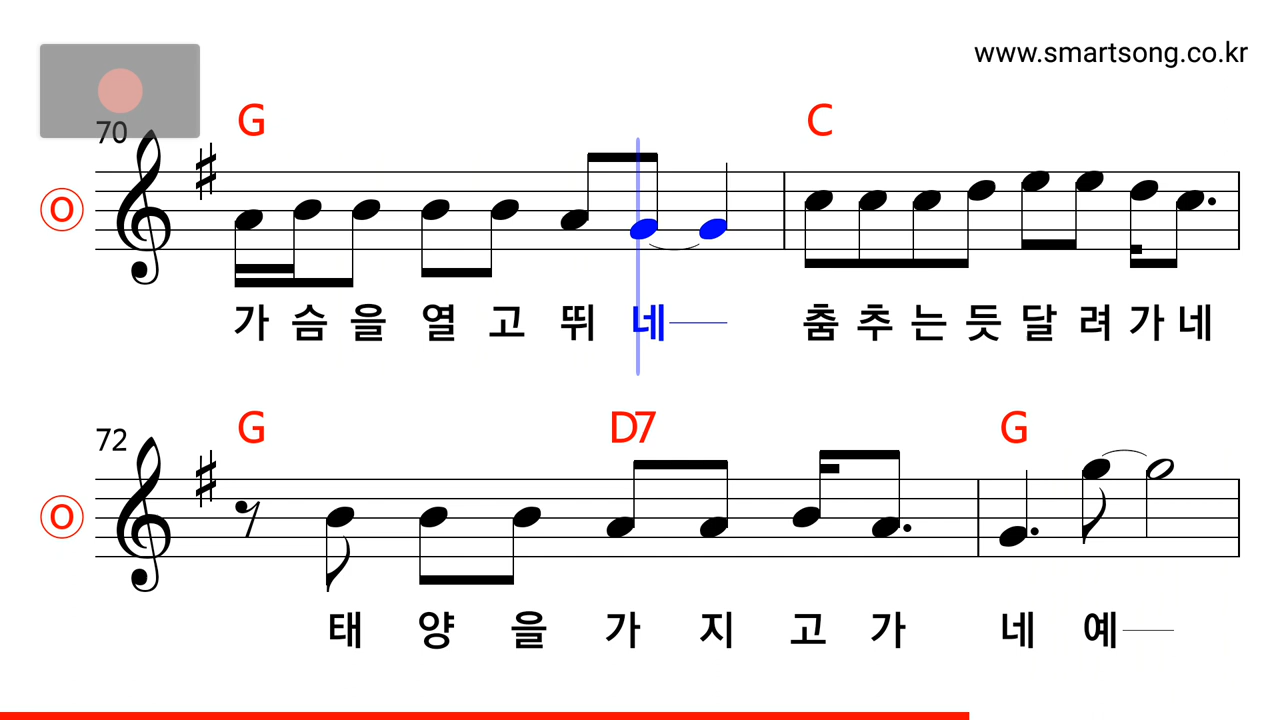 www.smartsong.co.kr
70
G C
O
가 슴 을 열 고 뛰 네 춤 추 는 듯 달 려 가 네
72
G D7 G
O
태 양 을 가 지 고 가 네 예